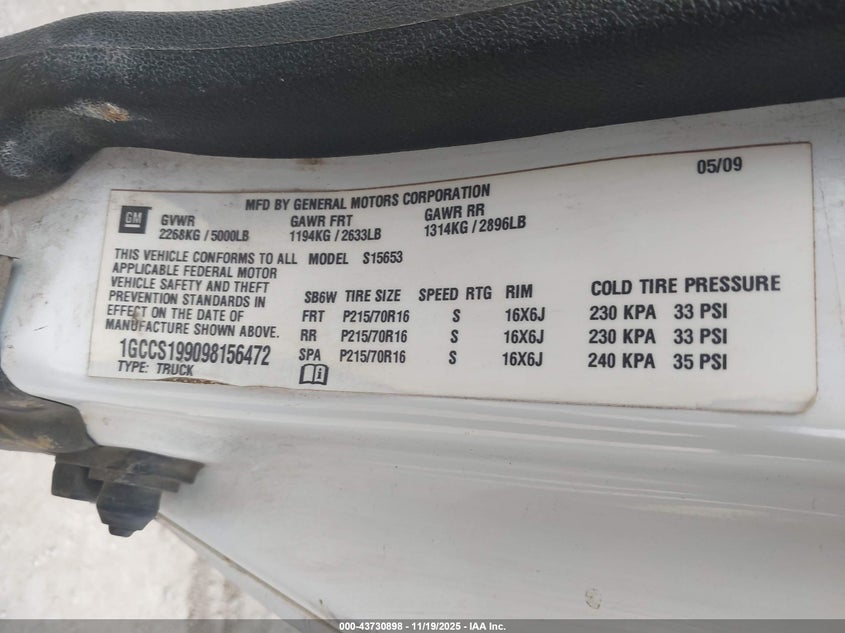 05/09
MFD BY GENERAL MOTORS CORPORATION
GM
GVWR GAWR FRT GAWR RR
2268KG / 5000LB 1194KG / 2633LB 1314KG / 2896LB
THIS VEHICLE CONFORMS TO ALL
APPLICABLE FEDERAL MOTOR
VEHICLE SAFETY AND THEFT
PREVENTION STANDARDS IN
EFFECT ON THE DATE OF
MANUFACTURE SHOWN ABOVE.
1GCCS199098156472
TYPE: TRUCK
MODEL S15653
SB6W TIRE SIZE SPEED RTG RIM COLD TIRE PRESSURE
FRT P215/70R16 S 16X6J 230 KPA 33 PSI
RR P215/70R16 S 16X6J 230 KPA 33 PSI
SPA P215/70R16 S 16X6J 240 KPA 35 PSI
000-43730898 - 11/19/2025 - IAA Inc.